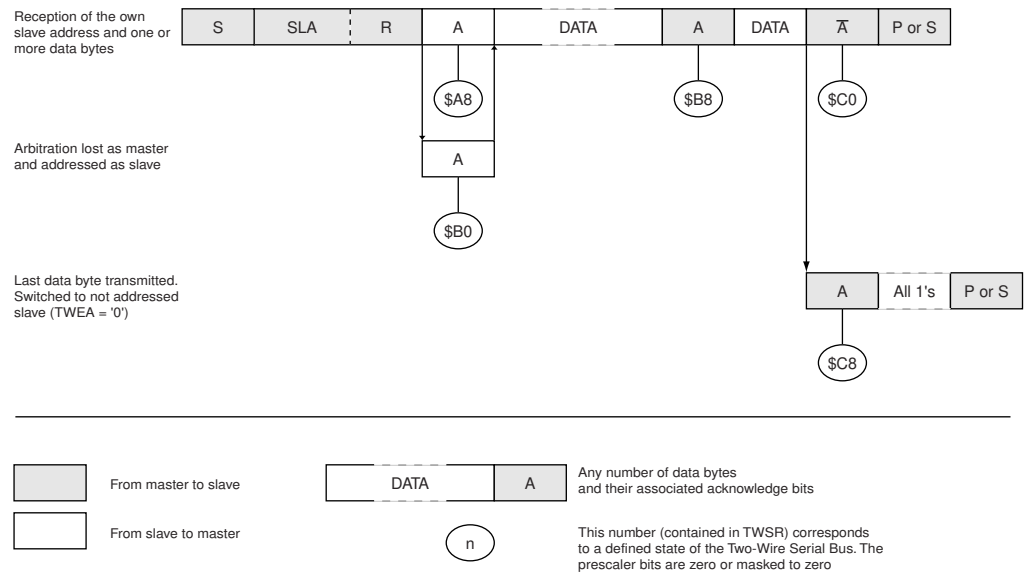 Reception of the own
slave address and one or
more data bytes
S SLA R A DATA A DATA A̅ P or S
$A8 $B8 $C0
Arbitration lost as master
and addressed as slave
A
$B0
Last data byte transmitted.
Switched to not addressed
slave (TWEA = '0')
A All 1's P or S
$C8
From master to slave
DATA A
Any number of data bytes
and their associated acknowledge bits
From slave to master
n
This number (contained in TWSR) corresponds
to a defined state of the Two-Wire Serial Bus. The
prescaler bits are zero or masked to zero